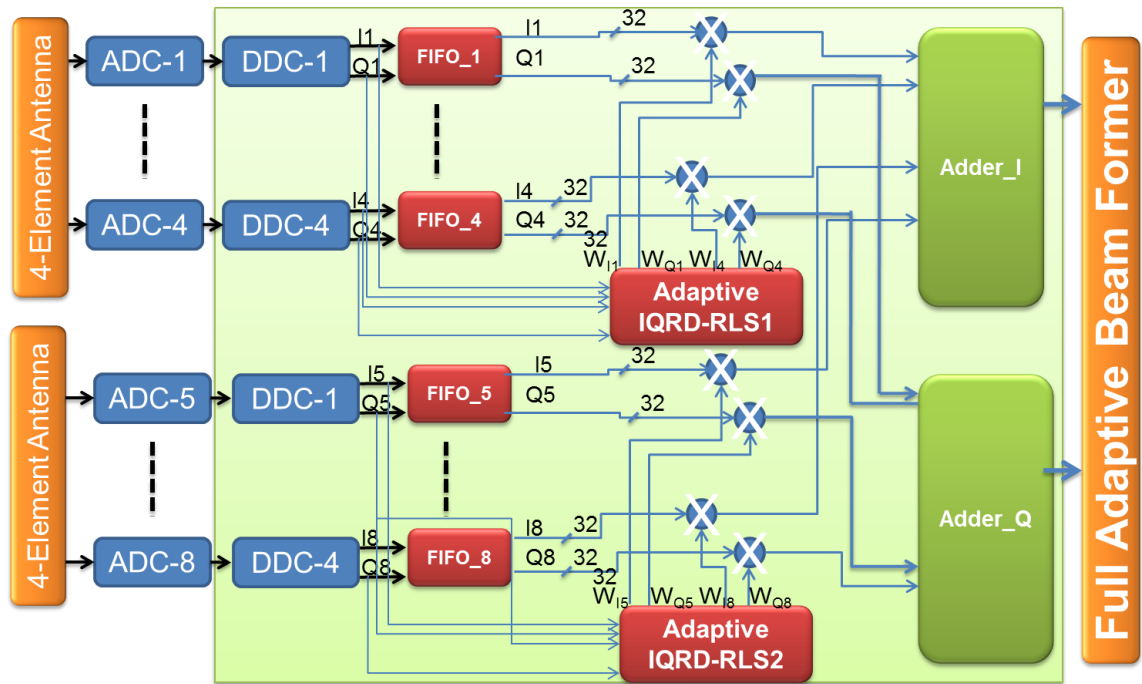 4-Element Antenna
ADC-1
DDC-1
I1
Q1
FIFO_1
I1
Q1
32
32
ADC-4
DDC-4
I4
Q4
FIFO_4
I4
Q4
32
32
32
W_I1
W_Q1
W_I4
W_Q4
Adaptive
IQRD-RLS1
Adder_I
4-Element Antenna
ADC-5
DDC-1
I5
Q5
FIFO_5
I5
Q5
32
32
ADC-8
DDC-4
I8
Q8
FIFO_8
I8
Q8
32
32
32
W_I5
W_Q5
W_I8
W_Q8
Adaptive
IQRD-RLS2
Adder_Q
Full Adaptive Beam Former